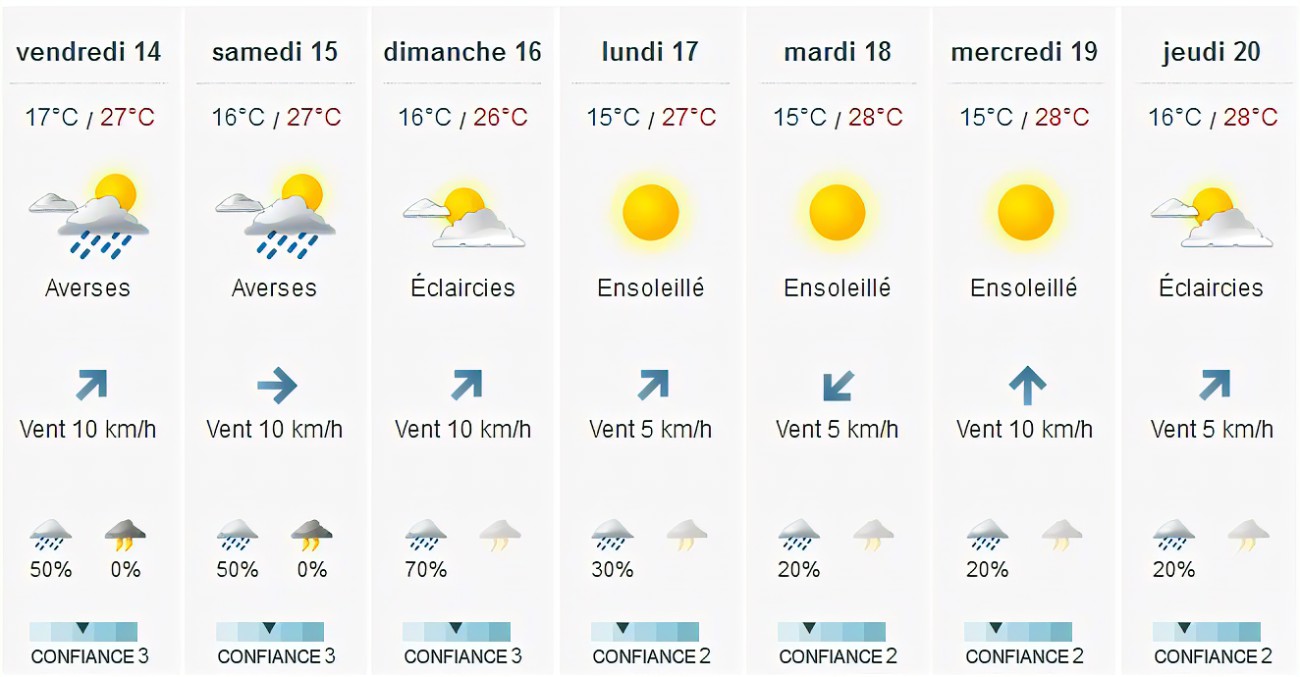 vendredi 14
17°C / 27°C
Averses
Vent 10 km/h
50% 0%
CONFIANCE 3
samedi 15
16°C / 27°C
Averses
Vent 10 km/h
50% 0%
CONFIANCE 3
dimanche 16
16°C / 26°C
Éclaircies
Vent 10 km/h
70%
CONFIANCE 3
lundi 17
15°C / 27°C
Ensoleillé
Vent 5 km/h
30%
CONFIANCE 2
mardi 18
15°C / 28°C
Ensoleillé
Vent 5 km/h
20%
CONFIANCE 2
mercredi 19
15°C / 28°C
Ensoleillé
Vent 10 km/h
20%
CONFIANCE 2
jeudi 20
16°C / 28°C
Éclaircies
Vent 5 km/h
20%
CONFIANCE 2